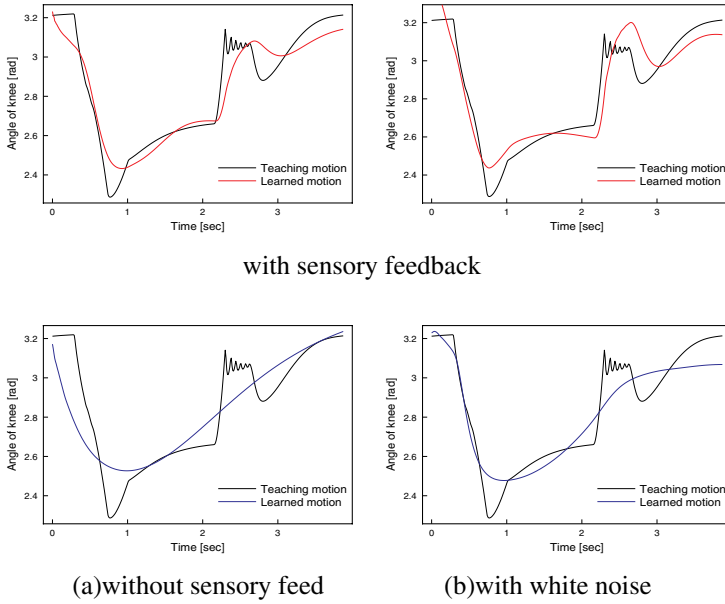 3.2
3
2.8
2.6
2.4
Angle of knee [rad]
Teaching motion
Learned motion
0 1 2 3
Time [sec]
3.2
3
2.8
2.6
2.4
Angle of knee [rad]
Teaching motion
Learned motion
0 1 2 3
Time [sec]
with sensory feedback
3.2
3
2.8
2.6
2.4
Angle of knee [rad]
Teaching motion
Learned motion
0 1 2 3
Time [sec]
3.2
3
2.8
2.6
2.4
Angle of knee [rad]
Teaching motion
Learned motion
0 1 2 3
Time [sec]
(a)without sensory feed
(b)with white noise